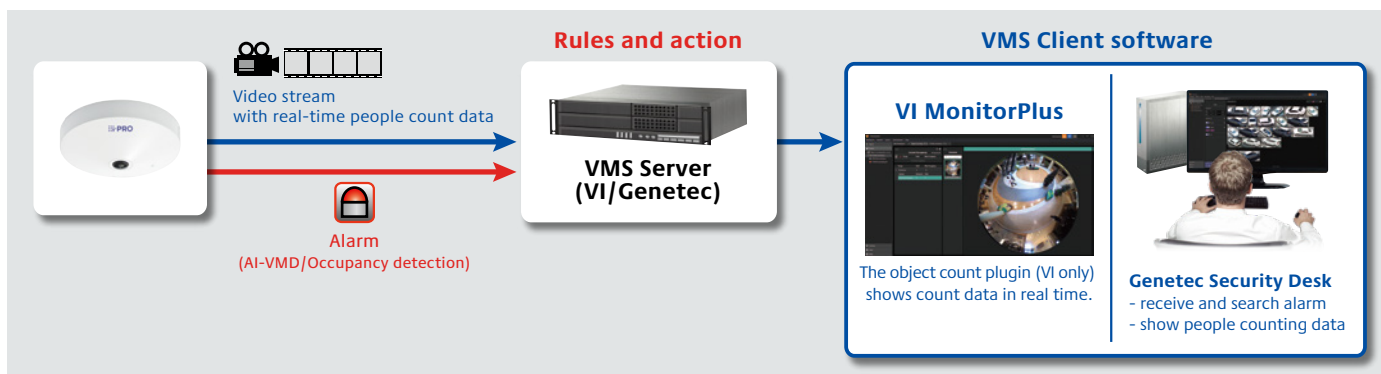 i-PRO
Video stream
with real-time people count data
Alarm
(AI-VMD/Occupancy detection)
Rules and action
VMS Server
(VI/Genetec)
VMS Client software
VI MonitorPlus
The object count plugin (VI only)
shows count data in real time.
Genetec Security Desk
- receive and search alarm
- show people counting data